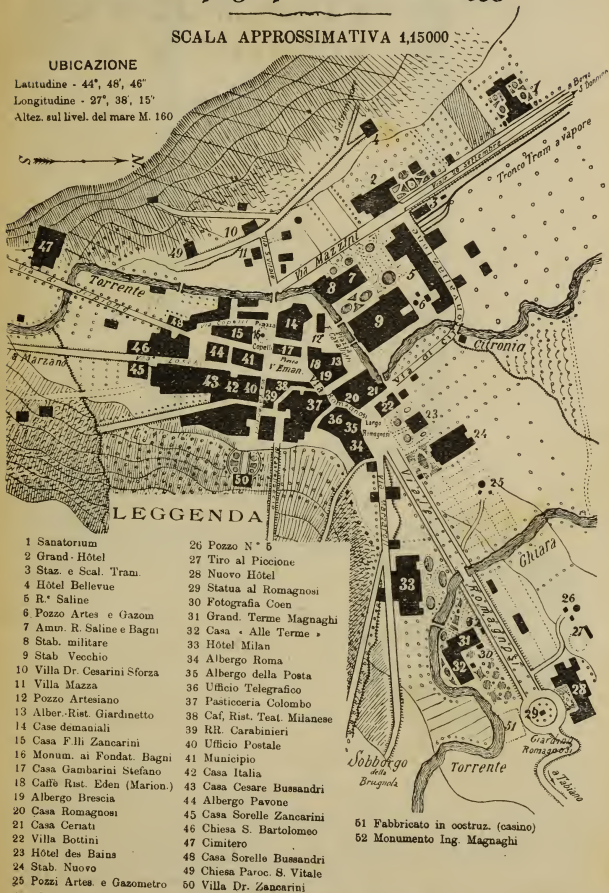 SCALA APPROSSIMATIVA 1,15000
UBICAZIONE
Latitudine - 44°, 48', 46"
Longitudine - 27°, 38', 15"
Altez. sul livel. del mare M. 160
S N
Tronco Tram a vapore
Viale 20 settembre
Via Mazzini
Torrente
Citronia
a Marzano
V. Eman.
Via Romagnosi
Largo Romagnosi
Viale Romagnosi
Ghiara
Giardini Romagnosi
a Tabiano
Sobborgo della Brugnola
Torrente
LEGGENDA
1 Sanatorium
2 Grand-Hôtel
3 Staz. e Scal. Tram.
4 Hôtel Bellevue
5 R.e Saline
6 Pozzo Artes e Gazom
7 Amm. R. Saline e Bagni
8 Stab. militare
9 Stab Vecchio
10 Villa Dr. Cesarini Sforza
11 Villa Mazza
12 Pozzo Artesiano
13 Alber.-Rist. Giardinetto
14 Case demaniali
15 Casa F.lli Zancarini
16 Monum. ai Fondat. Bagni
17 Casa Gambarini Stefano
18 Caffè Rist. Eden (Marion.)
19 Albergo Brescia
20 Casa Romagnosi
21 Casa Ceriati
22 Villa Bottini
23 Hôtel des Bains
24 Stab. Nuovo
25 Pozzi Artes. e Gazometro
26 Pozzo N° 5
27 Tiro al Piccione
28 Nuovo Hôtel
29 Statua al Romagnosi
30 Fotografia Coen
31 Grand. Terme Magnaghi
32 Casa « Alle Terme »
33 Hôtel Milan
34 Albergo Roma
35 Albergo della Posta
36 Ufficio Telegrafico
37 Pasticceria Colombo
38 Caf, Rist. Teat. Milanese
39 RR. Carabinieri
40 Ufficio Postale
41 Municipio
42 Casa Italia
43 Casa Cesare Bussandri
44 Albergo Pavone
45 Casa Sorelle Zancarini
46 Chiesa S. Bartolomeo
47 Cimitero
48 Casa Sorelle Bussandri
49 Chiesa Paroc. S. Vitale
50 Villa Dr. Zancarini
51 Fabbricato in costruz. (casino)
52 Monumento Ing. Magnaghi